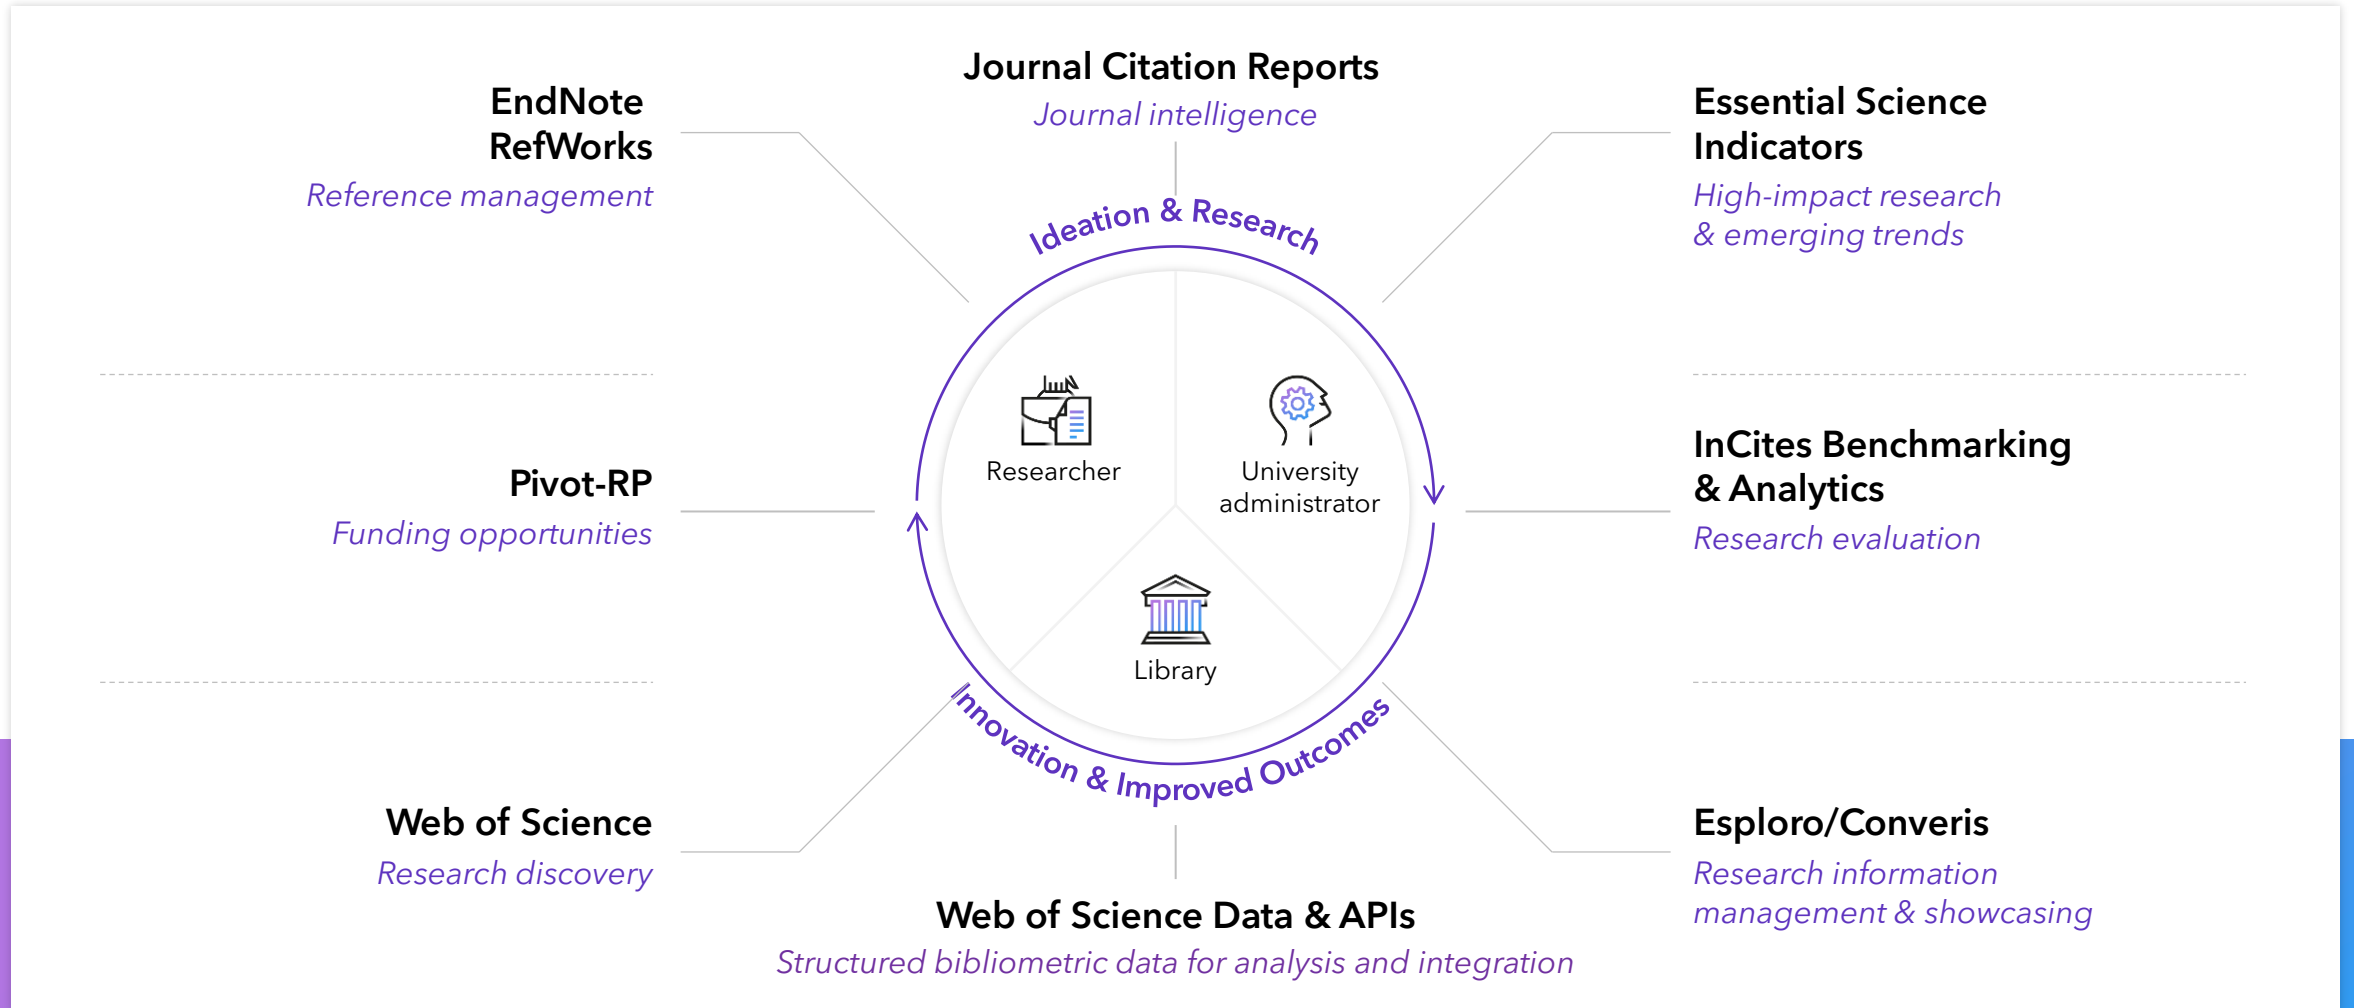 Journal Citation Reports
Journal intelligence
EndNote
RefWorks
Reference management
Essential Science
Indicators
High-impact research
& emerging trends
Ideation & Research
Pivot-RP
Funding opportunities
Researcher
University
administrator
Library
InCites Benchmarking
& Analytics
Research evaluation
Innovation & Improved Outcomes
Web of Science
Research discovery
Web of Science Data & APIs
Structured bibliometric data for analysis and integration
Esploro/Converis
Research information
management & showcasing